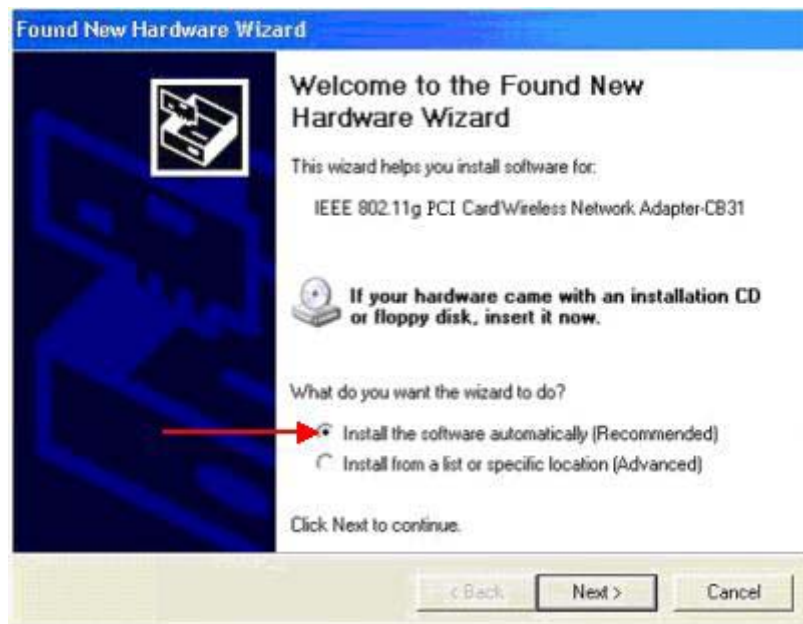 Found New Hardware Wizard
Welcome to the Found New
Hardware Wizard
This wizard helps you install software for:
IEEE 802.11g PCI Card/Wireless Network Adapter-CB31
If your hardware came with an installation CD
or floppy disk, insert it now.
What do you want the wizard to do?
Install the software automatically (Recommended)
Install from a list or specific location (Advanced)
Click Next to continue.
< Back Next > Cancel